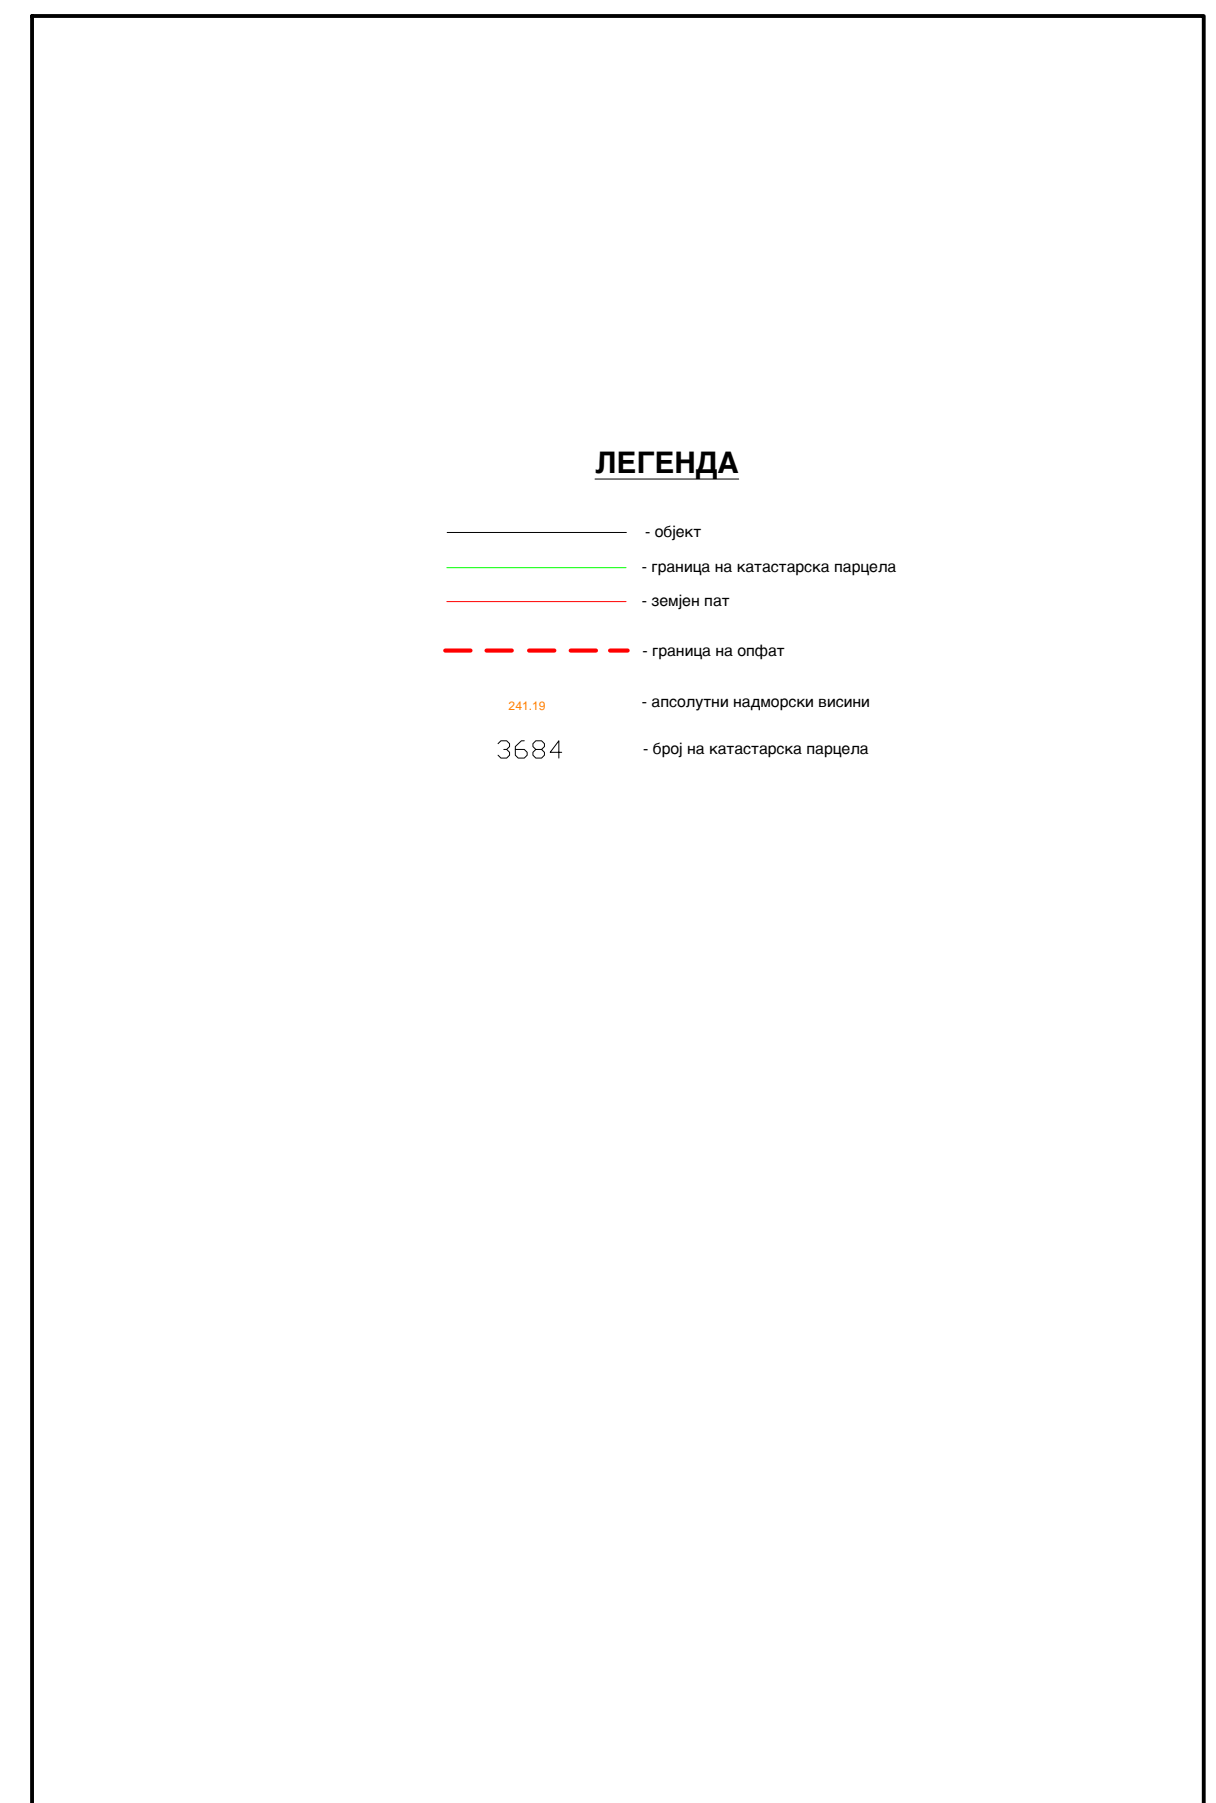 ЛЕГЕНДА
- објект
- граница на катастарска парцела
- земјен пат
- граница на опфат
241.19 - апсолутни надморски висини
3684 - број на катастарска парцела